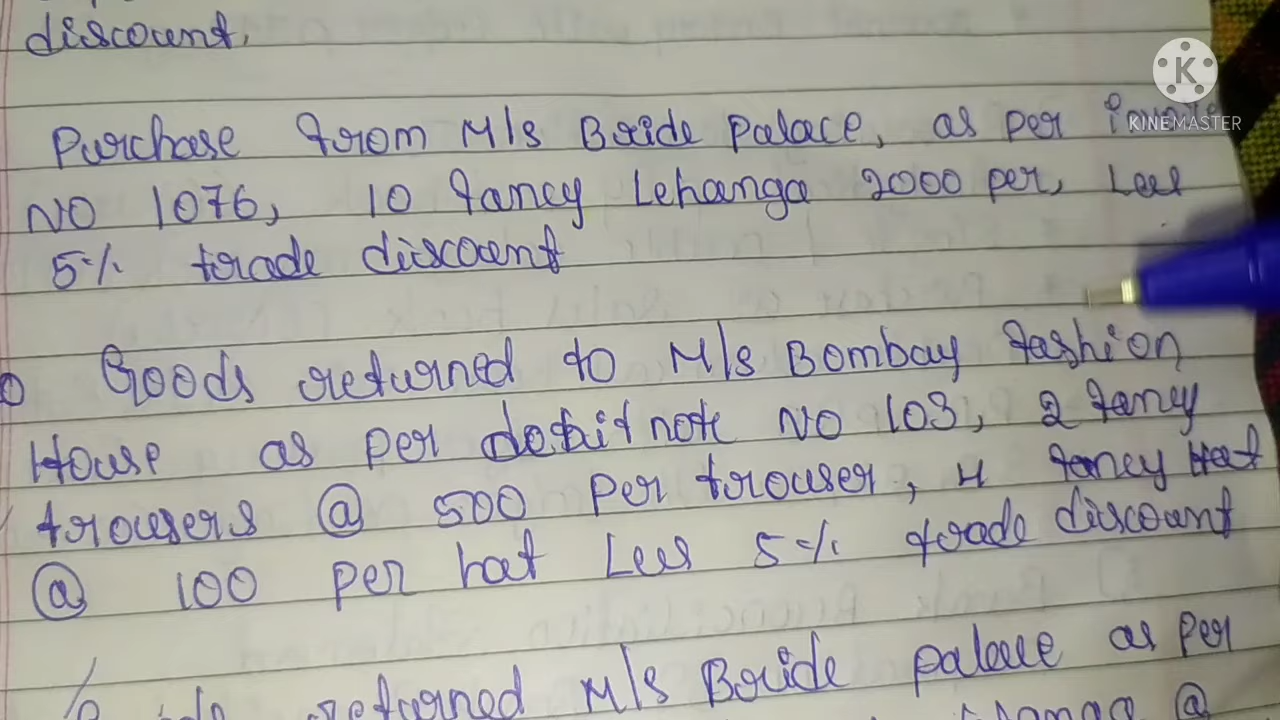 discount.
Purchase from M/s Bride palace, as per
KINEMASTER
NO 1076, 10 fancy Lehanga 2000 per, Less
5% trade discount
Goods returned to M/s Bombay fashion
House as per debit note NO 103, 2 fancy
trousers @ 500 per trouser, 4 fancy Hat
@ 100 per hat Less 5% trade discount
returned M/s Bride palace as per
@